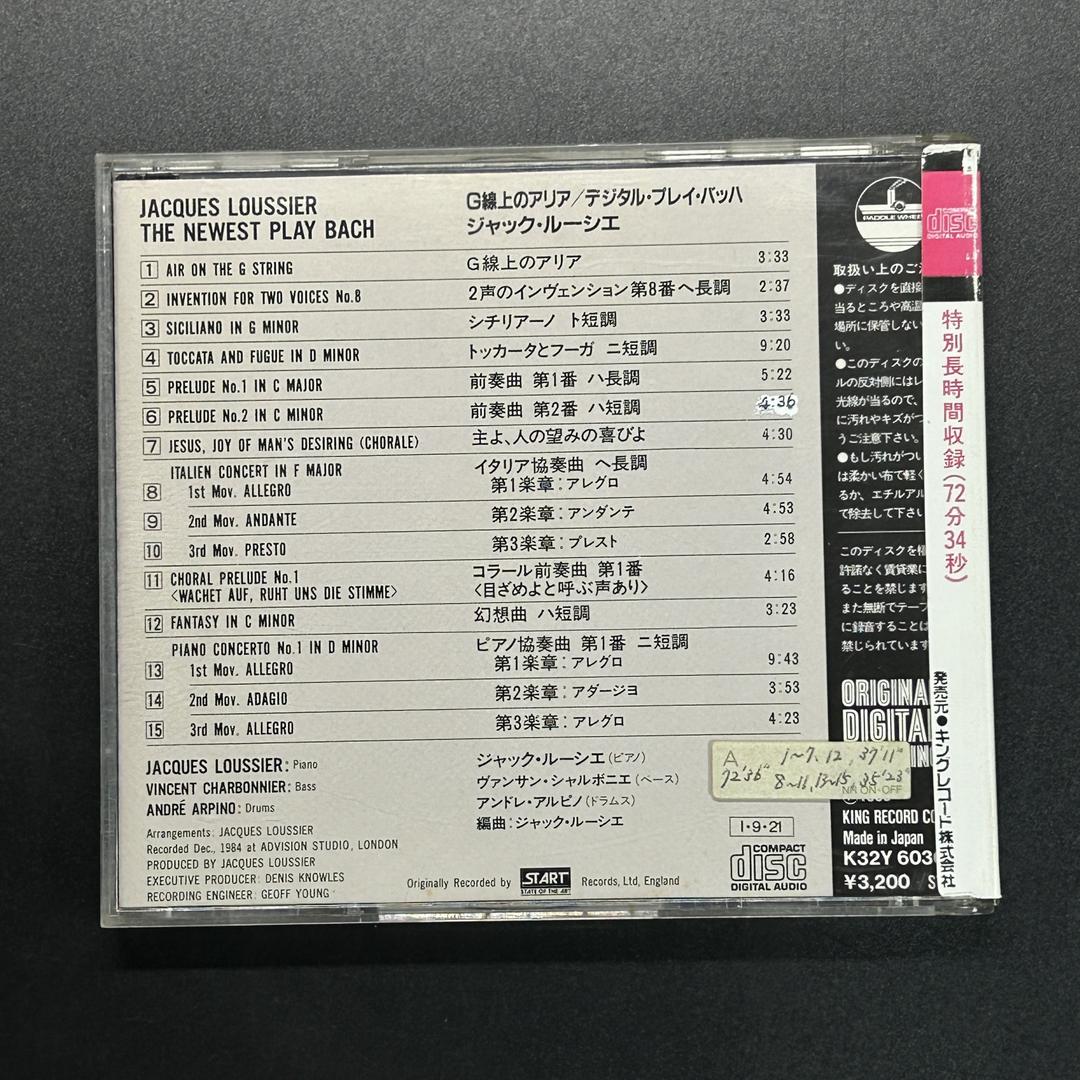 JACQUES LOUSSIER
THE NEWEST PLAY BACH
G線上のアリア/デジタル・プレイ・バッハ
ジャック・ルーシエ
1 AIR ON THE G STRING G線上のアリア 3:33
2 INVENTION FOR TWO VOICES No.8 2声のインヴェンション 第8番 ヘ長調 2:37
3 SICILIANO IN G MINOR シチリアーノ ト短調 3:33
4 TOCCATA AND FUGUE IN D MINOR トッカータとフーガ ニ短調 9:20
5 PRELUDE No.1 IN C MAJOR 前奏曲 第1番 ハ長調 5:22
6 PRELUDE No.2 IN C MINOR 前奏曲 第2番 ハ短調 4:36
7 JESUS, JOY OF MAN'S DESIRING (CHORALE) 主よ、人の望みの喜びよ 4:30
ITALIEN CONCERT IN F MAJOR イタリア協奏曲 ヘ長調
8 1st Mov. ALLEGRO 第1楽章:アレグロ 4:54
9 2nd Mov. ANDANTE 第2楽章:アンダンテ 4:53
10 3rd Mov. PRESTO 第3楽章:プレスト 2:58
11 CHORAL PRELUDE No.1 コラール前奏曲 第1番 4:16
<WACHET AUF, RUHT UNS DIE STIMME> 〈目ざめよと呼ぶ声あり〉
12 FANTASY IN C MINOR 幻想曲 ハ短調 3:23
PIANO CONCERTO No.1 IN D MINOR ピアノ協奏曲 第1番 ニ短調
13 1st Mov. ALLEGRO 第1楽章:アレグロ 9:43
14 2nd Mov. ADAGIO 第2楽章:アダージョ 3:53
15 3rd Mov. ALLEGRO 第3楽章:アレグロ 4:23
JACQUES LOUSSIER: Piano
VINCENT CHARBONNIER: Bass
ANDRÉ ARPINO: Drums
ジャック・ルーシエ(ピアノ)
ヴァンサン・シャルボニエ(ベース)
アンドレ・アルピノ(ドラムス)
編曲:ジャック・ルーシエ
Arrangements: JACQUES LOUSSIER
Recorded Dec., 1984 at ADVISION STUDIO, LONDON
PRODUCED BY JACQUES LOUSSIER
EXECUTIVE PRODUCER: DENIS KNOWLES
RECORDING ENGINEER: GEOFF YOUNG
Originally Recorded by START Records, Ltd, England
STATE OF THE ART
1・9・21
COMPACT
disc
DIGITAL AUDIO
PADDLE WHEEL
取扱い上のご
●ディスクを直接
当るところや高温
場所に保管しない
い。
●このディスクの
ルの反対側にはレ
光線が当るので、
に汚れやキズがつ
うご注意下さい。
●もし汚れがつい
は柔かい布で軽く
るか、エチルアル
で除去して下さい
このディスクを権
許諾なく賃貸業に
ることを禁じます
また無断でテープ
に録音することは
禁じられています
ORIGINA
DIGITA
A 1~7, 12, 37'11"
72'36" 8~11, 13~15, 35'23"
NR ON・OFF
KING RECORD CO
Made in Japan
K32Y 603
¥3,200
COMPACT
disc
DIGITAL AUDIO
特別長時間収録(72分34秒)
発売元●キングレコード株式会社